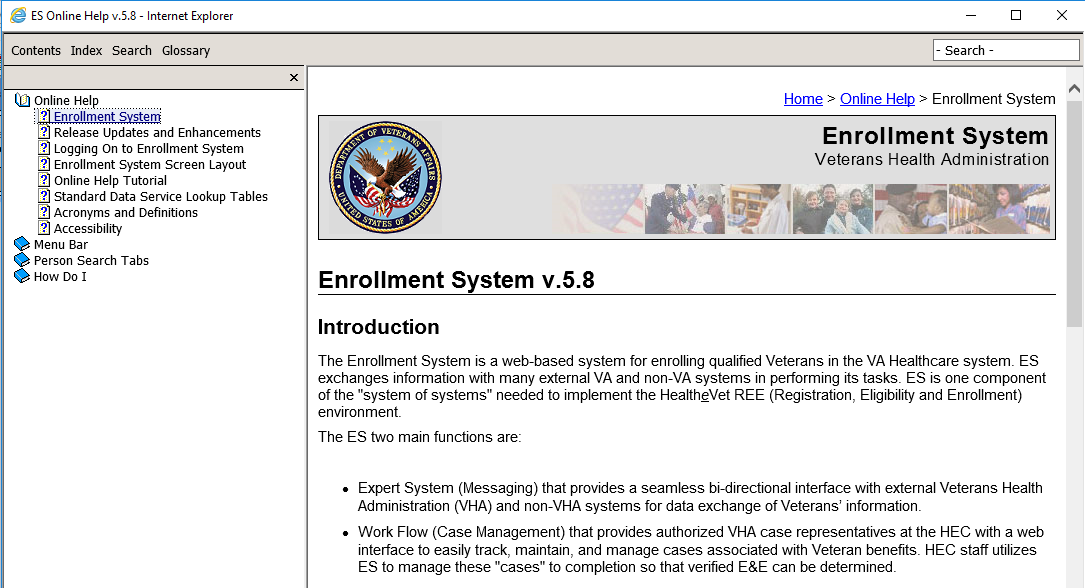 ES Online Help v.5.8 - Internet Explorer
Contents Index Search Glossary
- Search -
Online Help
Enrollment System
Release Updates and Enhancements
Logging On to Enrollment System
Enrollment System Screen Layout
Online Help Tutorial
Standard Data Service Lookup Tables
Acronyms and Definitions
Accessibility
Menu Bar
Person Search Tabs
How Do I
Home > Online Help > Enrollment System
DEPARTMENT OF VETERANS AFFAIRS
UNITED STATES OF AMERICA
Enrollment System
Veterans Health Administration
Enrollment System v.5.8
Introduction
The Enrollment System is a web-based system for enrolling qualified Veterans in the VA Healthcare system. ES
exchanges information with many external VA and non-VA systems in performing its tasks. ES is one component
of the "system of systems" needed to implement the HealtheVet REE (Registration, Eligibility and Enrollment)
environment.
The ES two main functions are:
• Expert System (Messaging) that provides a seamless bi-directional interface with external Veterans Health
Administration (VHA) and non-VHA systems for data exchange of Veterans’ information.
• Work Flow (Case Management) that provides authorized VHA case representatives at the HEC with a web
interface to easily track, maintain, and manage cases associated with Veteran benefits. HEC staff utilizes
ES to manage these "cases" to completion so that verified E&E can be determined.